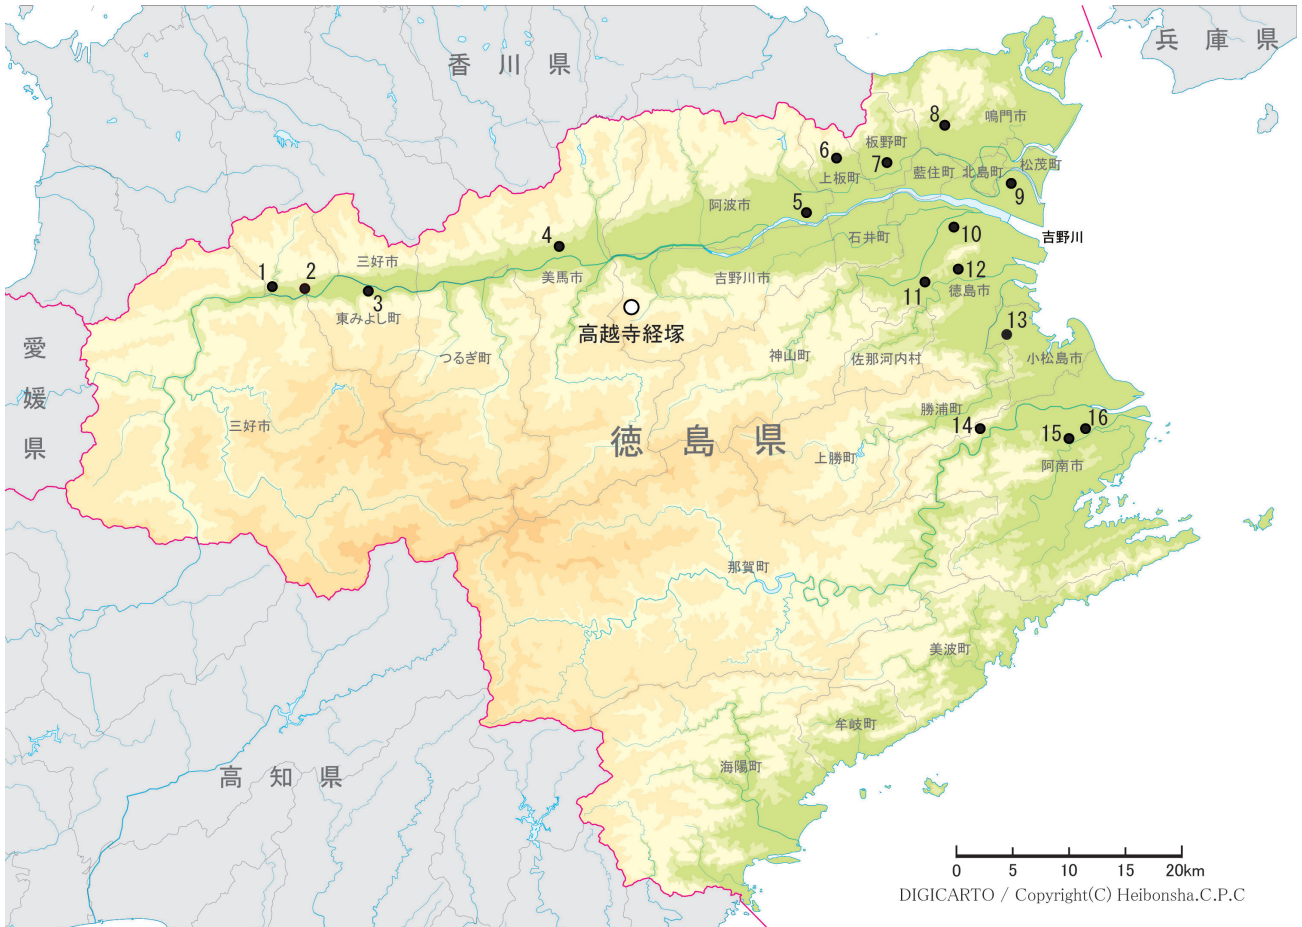 兵庫県
香川県
8
鳴門市
板野町
6
7
松茂町
上板町
藍住町
北島町
9
阿波市
5
石井町
10
吉野川
4
三好市
美馬市
吉野川市
12
1
2
11
徳島市
3
東みよし町
13
高越寺経塚
愛媛県
つるぎ町
神山町
佐那河内村
小松島市
勝浦町
三好市
徳島県
14
16
15
上勝町
阿南市
那賀町
美波町
牟岐町
高知県
海陽町
0 5 10 15 20km
DIGICARTO / Copyright(C) Heibonsha.C.P.C